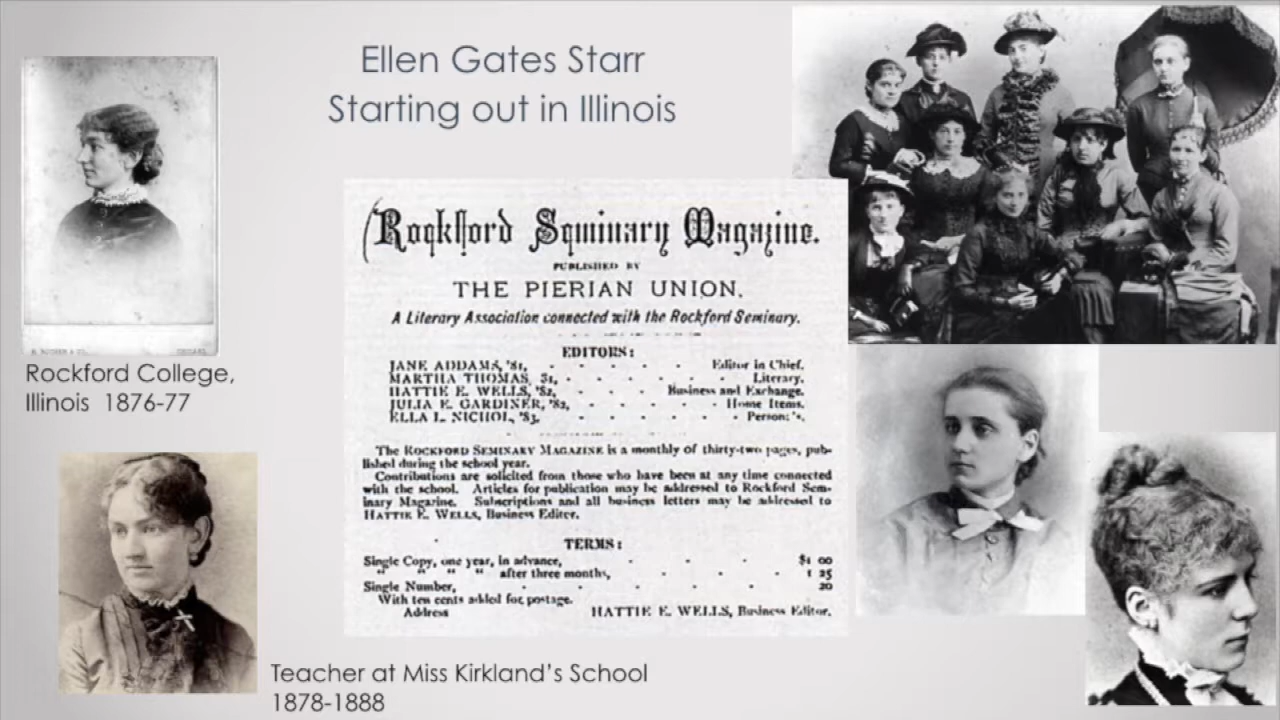 Ellen Gates Starr
Starting out in Illinois
Rockford College,
Illinois 1876-77
Rockford Seminary Magazine.
PUBLISHED BY
THE PIERIAN UNION,
A Literary Association connected with the Rockford Seminary.
EDITORS:
JANE ADDAMS, '81, - - - - - Editor in Chief.
MARTHA THOMAS, '81, - - - - - Literary.
HATTIE E. WELLS, '82, - - - Business and Exchange.
JULIA E. GARDINER, '82, - - - - Home Items.
ELLA L. NICHOL, '83, - - - - -
The ROCKFORD SEMINARY MAGAZINE is a monthly of thirty-two pages, pub-
lished during the school year.
Contributions are solicited from those who have been at any time connected
with the school. Articles for publication may be addressed to Rockford Sem-
inary Magazine. Subscriptions and all business letters may be addressed to
HATTIE E. WELLS, Business Editor.
TERMS:
Single Copy, one year, in advance, - - - - $1 00
" " " " after three months, - - - - 1 25
Single Number, - - - - - - 20
With ten cents added for postage.
Address HATTIE E. WELLS, Business Editor.
Teacher at Miss Kirkland's School
1878-1888